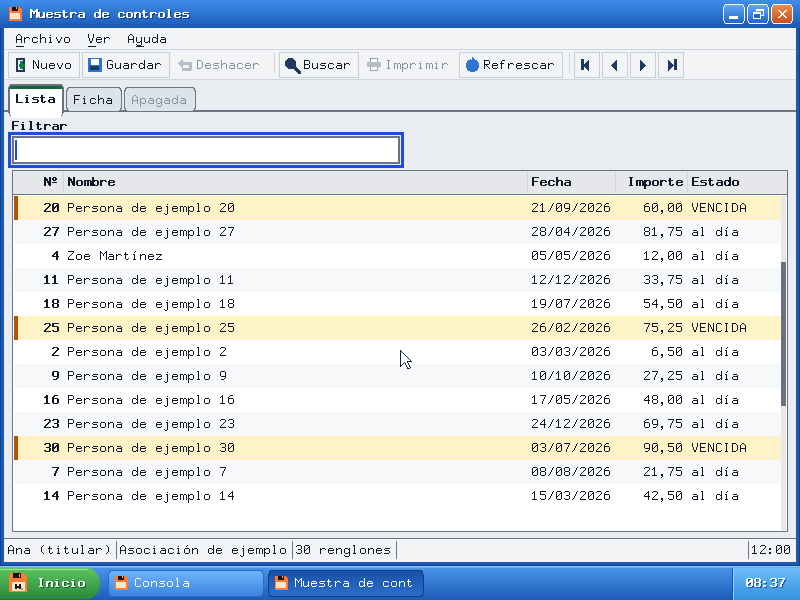 Muestra de controles
Archivo Ver Ayuda
Nuevo Guardar Deshacer Buscar Imprimir Refrescar
Lista Ficha Apagada
Filtrar
Nº Nombre Fecha Importe Estado
20 Persona de ejemplo 20 21/09/2026 60,00 VENCIDA
27 Persona de ejemplo 27 28/04/2026 81,75 al día
4 Zoe Martínez 05/05/2026 12,00 al día
11 Persona de ejemplo 11 12/12/2026 33,75 al día
18 Persona de ejemplo 18 19/07/2026 54,50 al día
25 Persona de ejemplo 25 26/02/2026 75,25 VENCIDA
2 Persona de ejemplo 2 03/03/2026 6,50 al día
9 Persona de ejemplo 9 10/10/2026 27,25 al día
16 Persona de ejemplo 16 17/05/2026 48,00 al día
23 Persona de ejemplo 23 24/12/2026 69,75 al día
30 Persona de ejemplo 30 03/07/2026 90,50 VENCIDA
7 Persona de ejemplo 7 08/08/2026 21,75 al día
14 Persona de ejemplo 14 15/03/2026 42,50 al día
Ana (titular) Asociación de ejemplo 30 renglones 12:00
Inicio Consola Muestra de cont 08:37